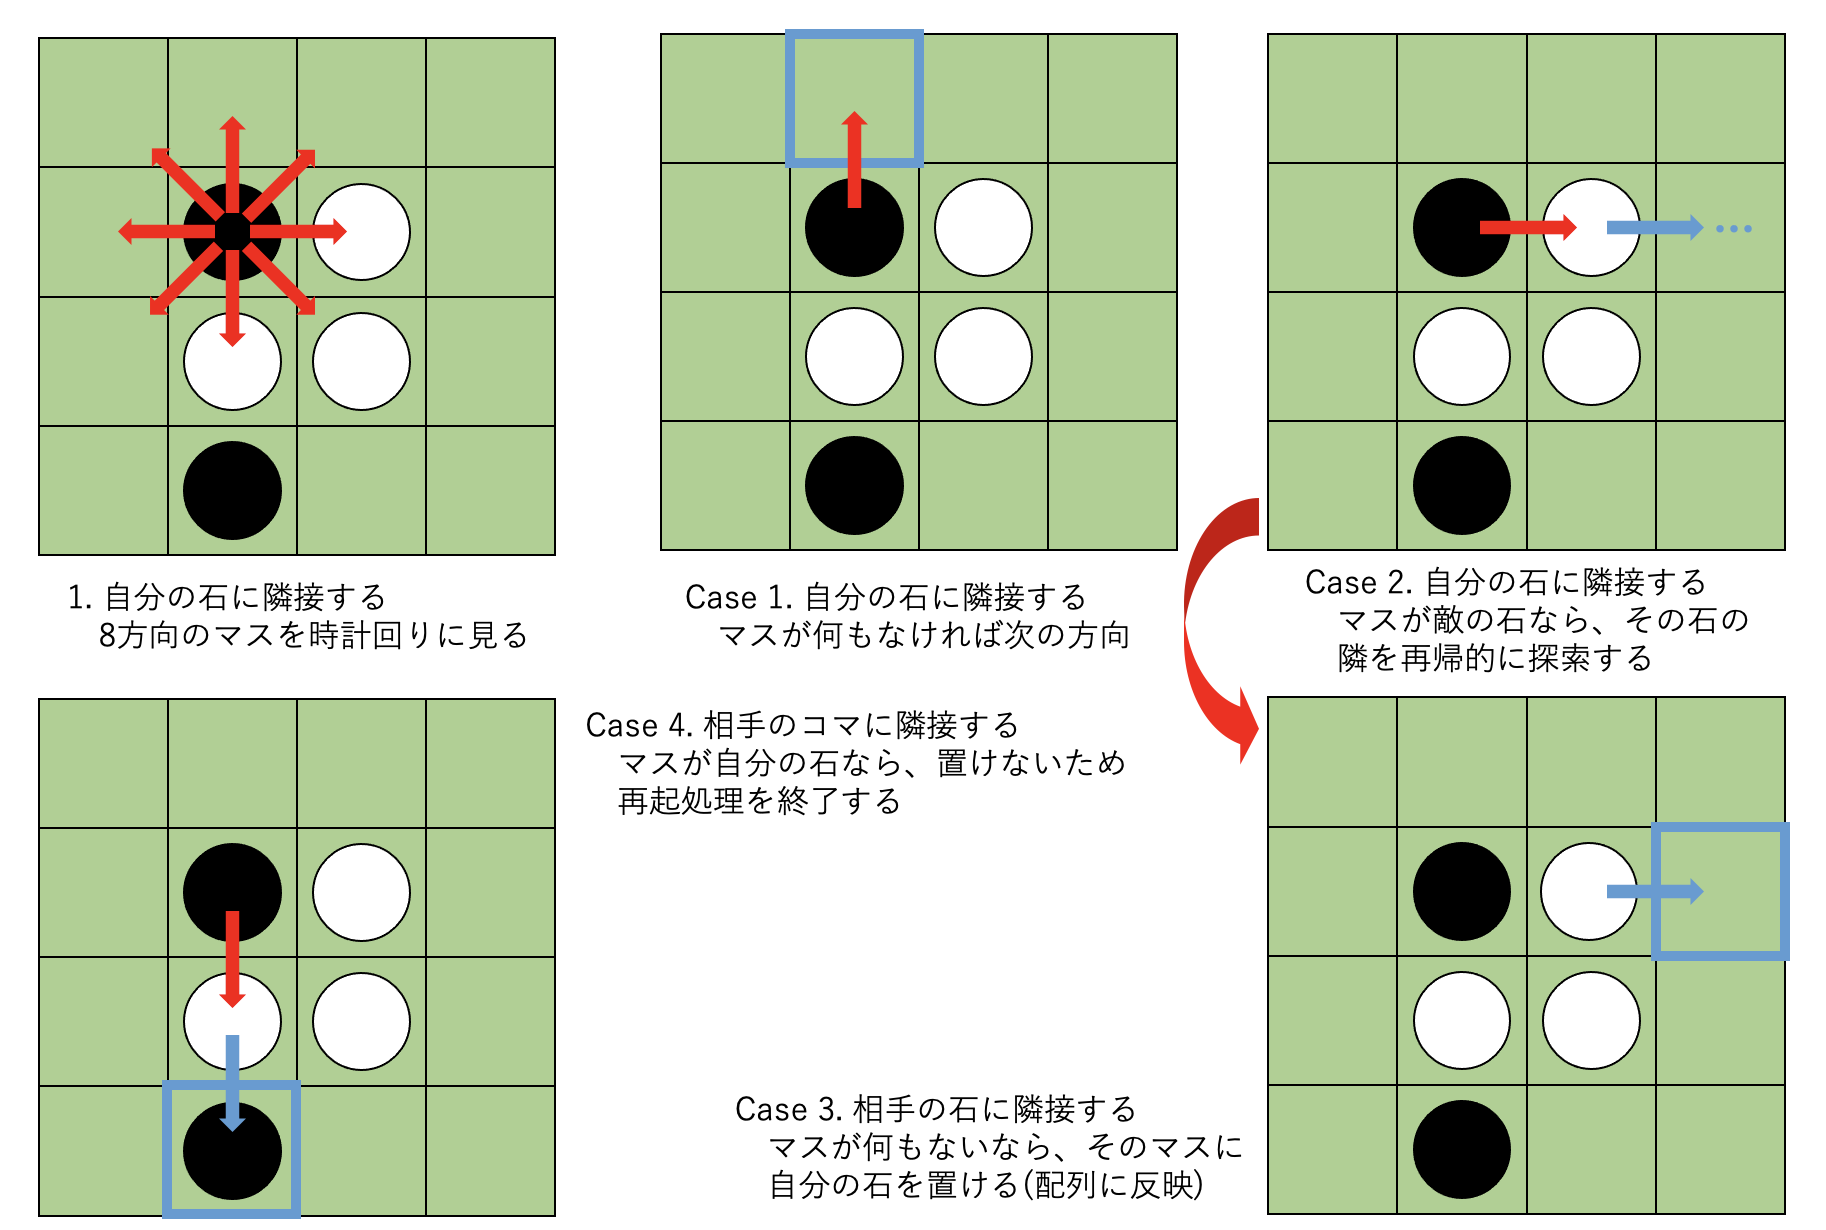 1. 自分の石に隣接する
8方向のマスを時計回りに見る
Case 1. 自分の石に隣接する
マスが何もなければ次の方向
Case 2. 自分の石に隣接する
マスが敵の石なら、その石の
隣を再帰的に探索する
Case 4. 相手のコマに隣接する
マスが自分の石なら、置けないため
再起処理を終了する
Case 3. 相手の石に隣接する
マスが何もないなら、そのマスに
自分の石を置ける(配列に反映)